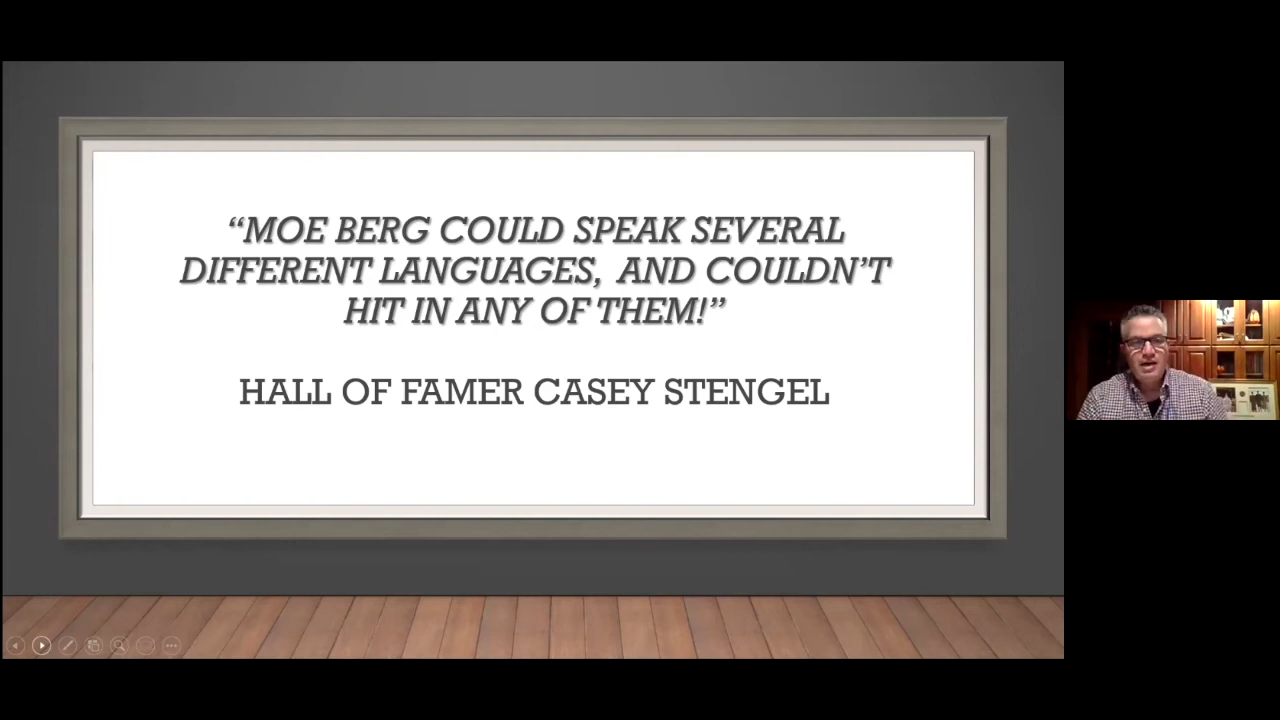 “MOE BERG COULD SPEAK SEVERAL
DIFFERENT LANGUAGES, AND COULDN’T
HIT IN ANY OF THEM!”
HALL OF FAMER CASEY STENGEL